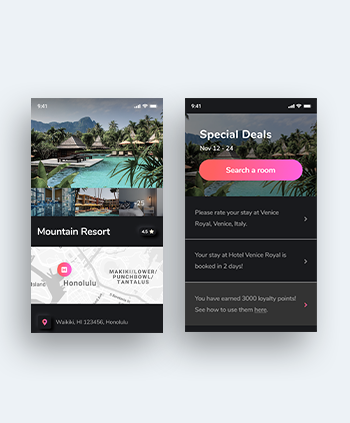 9:41
+25
Mountain Resort
4.5
MAKIKI//LOWER/
PUNCHBOWL/
TANTALUS
Island
Honolulu
Waikiki, HI 123456, Honolulu
9:41
Special Deals
Nov 12 - 24
Search a room
Please rate your stay at Venice
Royal, Venice, Italy.
Your stay at Hotel Venice Royal is
booked in 2 days!
You have earned 3000 loyalty points!
See how to use them here.